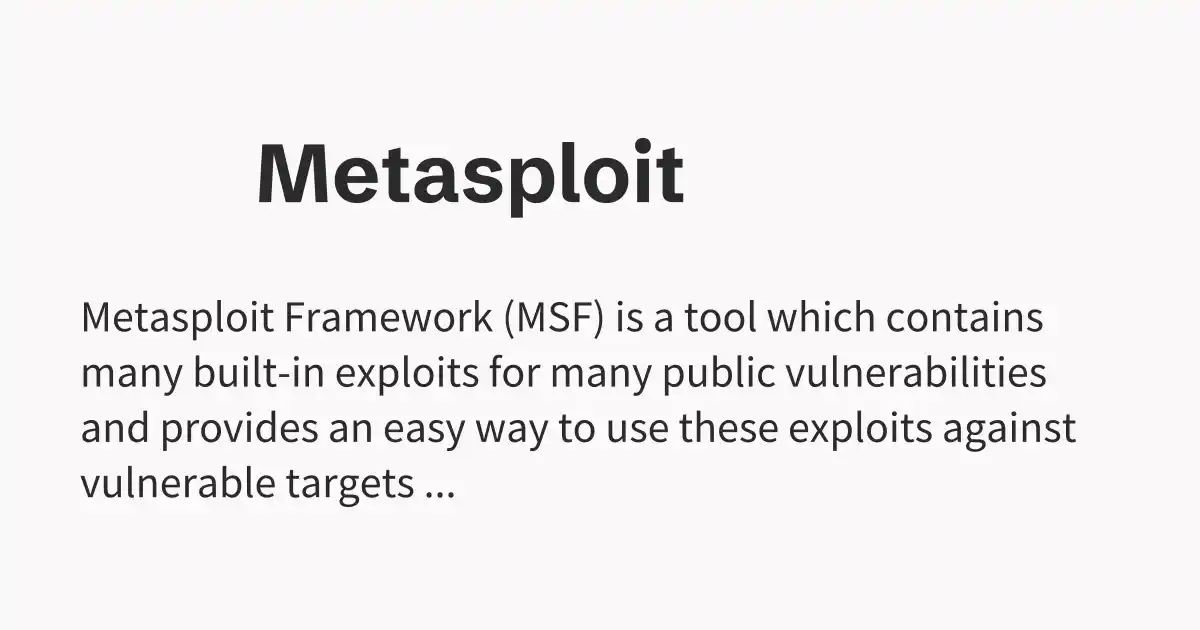 Metasploit
Metasploit Framework (MSF) is a tool which contains
many built-in exploits for many public vulnerabilities
and provides an easy way to use these exploits against
vulnerable targets ...